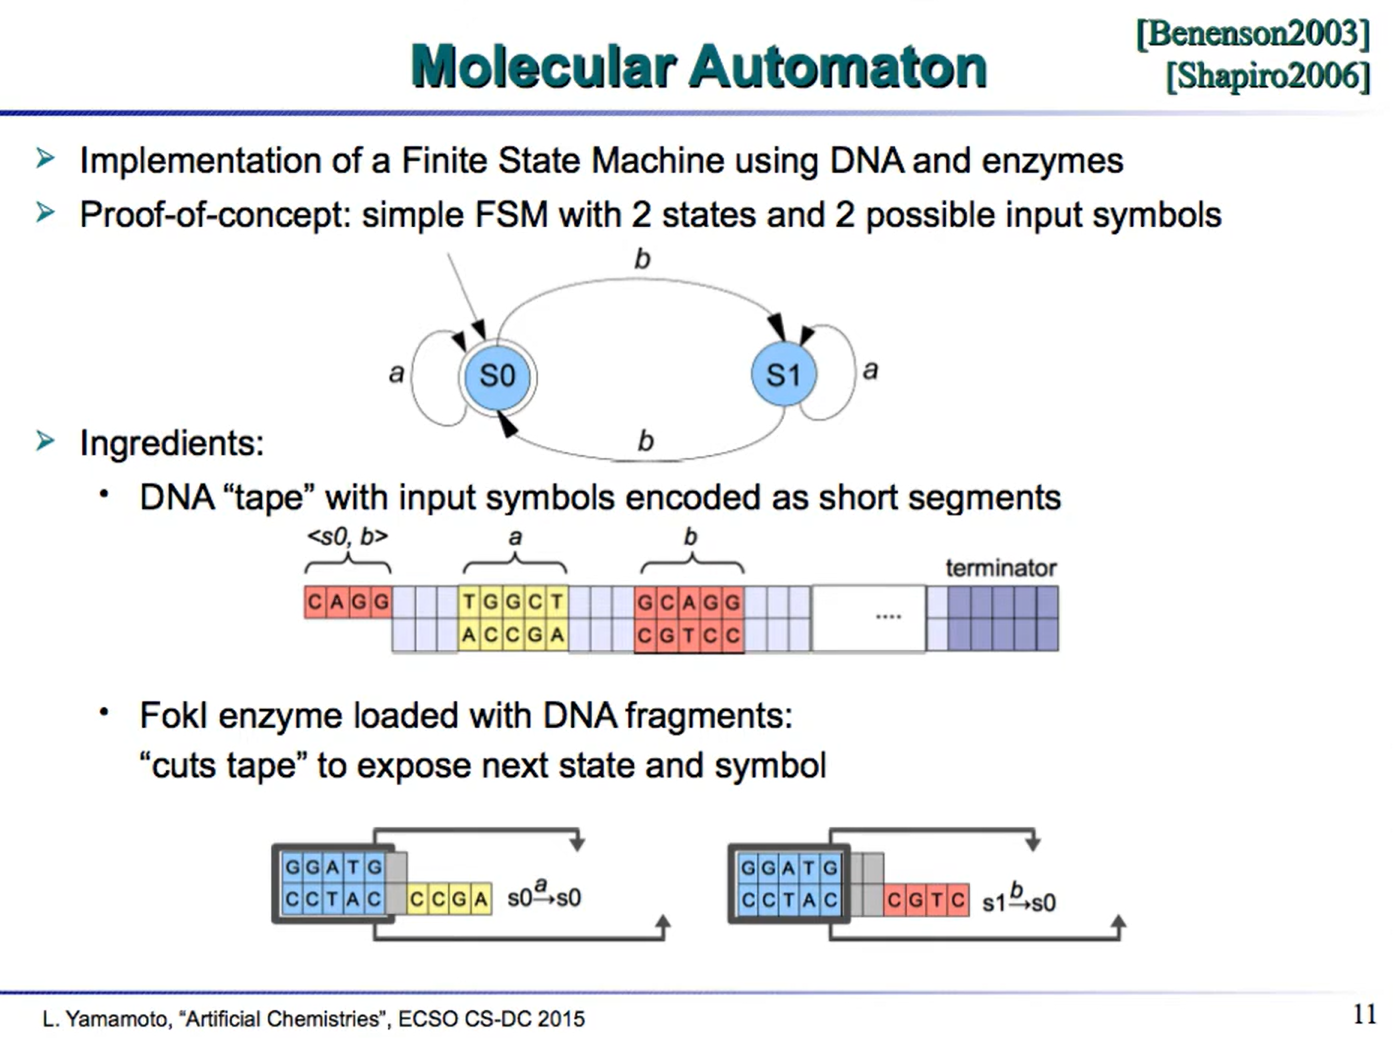 Molecular Automaton
[Benenson2003]
[Shapiro2006]
Implementation of a Finite State Machine using DNA and enzymes
Proof-of-concept: simple FSM with 2 states and 2 possible input symbols
b
a
S0
S1
a
b
Ingredients:
DNA “tape” with input symbols encoded as short segments
<s0, b>
a
b
terminator
C A G G
T G G C T
G C A G G
....
A C C G A
C G T C C
FokI enzyme loaded with DNA fragments:
“cuts tape” to expose next state and symbol
G G A T G
C C T A C
C C G A
s0 a→s0
G G A T G
C C T A C
C G T C
s1 b→s0
L. Yamamoto, “Artificial Chemistries”, ECSO CS-DC 2015
11